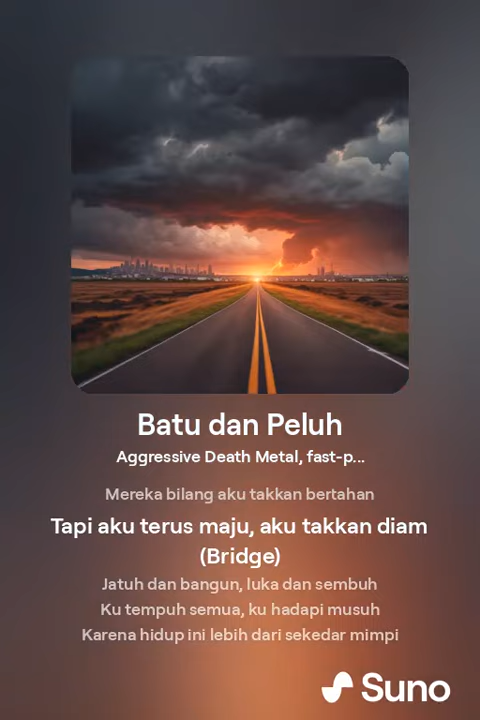 Batu dan Peluh
Aggressive Death Metal, fast-p...
Mereka bilang aku takkan bertahan
Tapi aku terus maju, aku takkan diam
(Bridge)
Jatuh dan bangun, luka dan sembuh
Ku tempuh semua, ku hadapi musuh
Karena hidup ini lebih dari sekedar mimpi
Suno